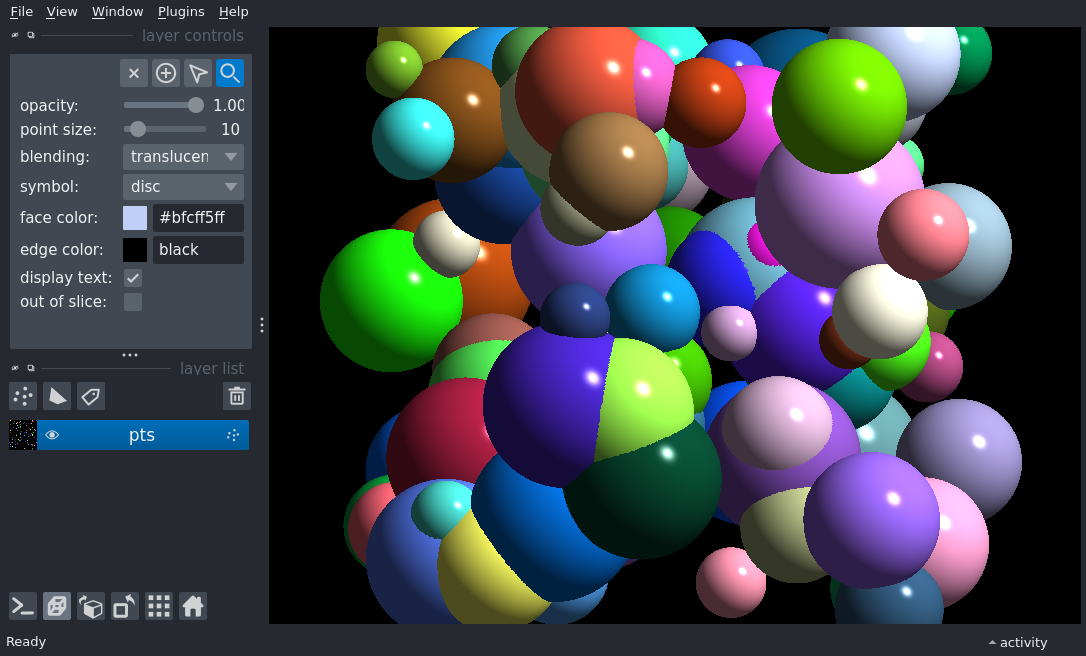 File View Window Plugins Help
layer controls
opacity: 1.00
point size: 10
blending: translucen
symbol: disc
face color: #bfcff5ff
edge color: black
display text:
out of slice:
layer list
pts
Ready
activity